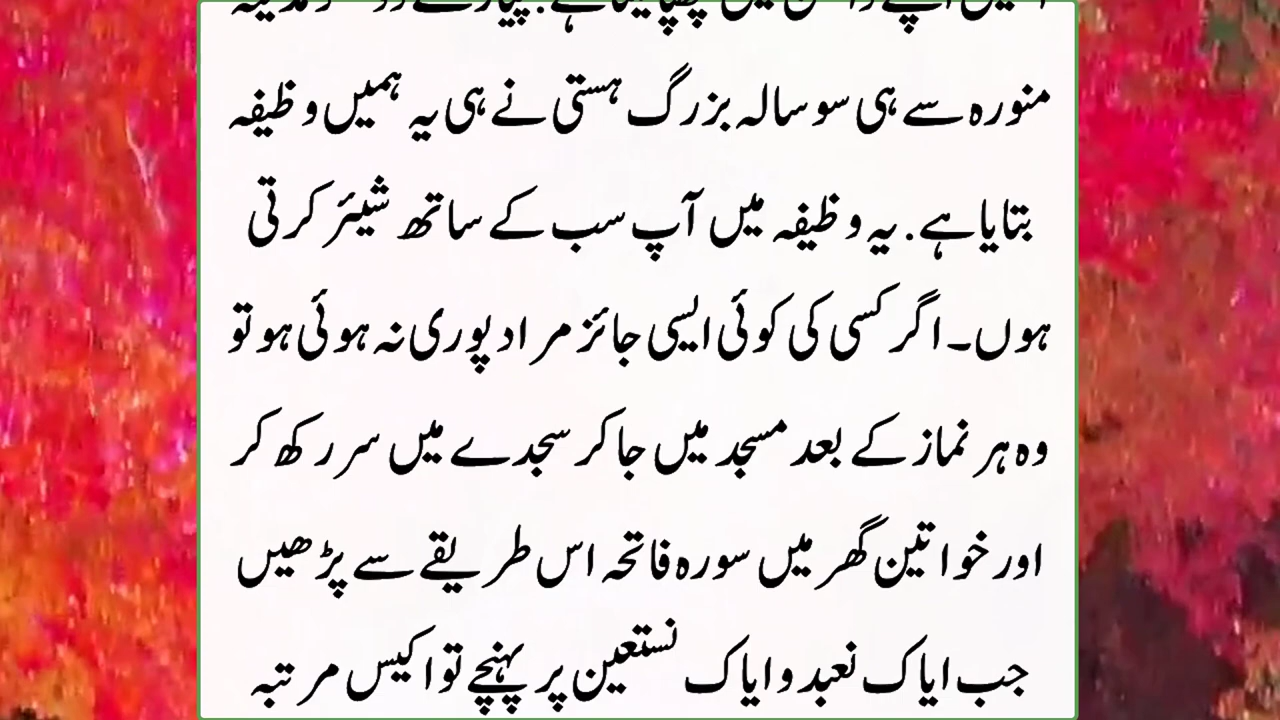 منورہ سے ہی سو سالہ بزرگ ہستی نے ہی یہ ہمیں وظیفہ
بتایا ہے. یہ وظیفہ میں آپ سب کے ساتھ شیئر کرتی
ہوں۔ اگر کسی کی کوئی ایسی جائز مراد پوری نہ ہوئی ہو تو
وہ ہر نماز کے بعد مسجد میں جا کر سجدے میں سر رکھ کر
اور خواتین گھر میں سورہ فاتحہ اس طریقے سے پڑھیں
جب ایاک نعبد و ایاک نستعین پر پہنچے تو اکیس مرتبہ